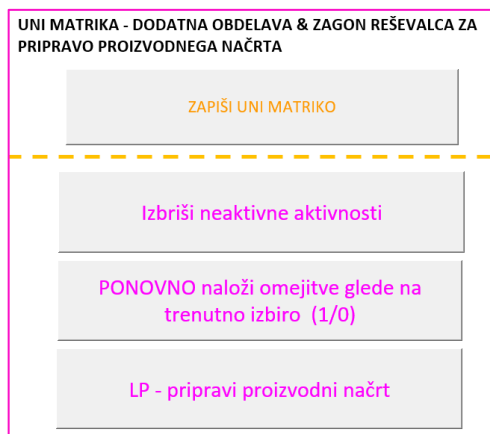 UNI MATRIKA - DODATNA OBDELAVA & ZAGON REŠEVALCA ZA
PRIPRAVO PROIZVODNEGA NAČRTA
ZAPIŠI UNI MATRIKO
Izbriši neaktivne aktivnosti
PONOVNO naloži omejitve glede na
trenutno izbiro (1/0)
LP - pripravi proizvodni načrt